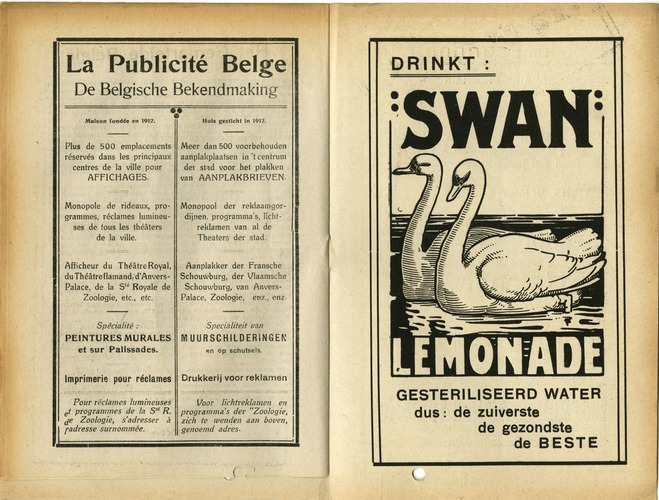 La Publicité Belge
De Belgische Bekendmaking
Maison fondée en 1912.
Plus de 500 emplacements
réservés dans les principaux
centres de la ville pour
AFFICHAGES.
Monopole de rideaux, pro-
grammes, réclames lumineu-
ses de tous les théâters
de la ville.
Afficheur du Théâtre Royal,
du Théâtre flamand, d'Anvers-
Palace, de la Sté Royale de
Zoologie, etc., etc.
Spécialité :
PEINTURES MURALES
et sur Palissades.
Imprimerie pour réclames
Pour réclames lumineuses
et programmes de la Sté R.
de Zoologie, s'adresser à
l'adresse surnommée.
Huis gesticht in 1912.
Meer dan 500 voorbehouden
aanplakplaatsen in 't centrum
der stad voor het plakken
van AANPLAKBRIEVEN.
Monopool der reklaamgor-
dijnen, programma's, licht-
reklamen van al de
Theaters der stad.
Aanplakker der Fransche
Schouwburg, der Vlaamsche
Schouwburg, van Anvers-
Palace, Zoologie, enz., enz.
Specialiteit van
MUURSCHILDERINGEN
en op schutsels.
Drukkerij voor reklamen
Voor lichtreklamen en
programma's der "Zoologie,
zich te wenden aan boven,
genoemd adres.
DRINKT :
SWAN
LEMONADE
GESTERILISEERD WATER
dus : de zuiverste
de gezondste
de BESTE